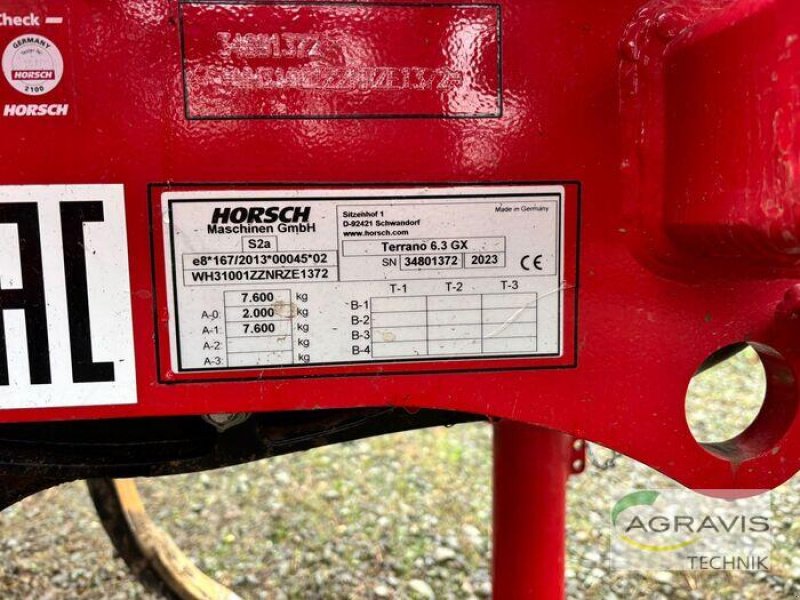 Check
GERMANY
HORSCH
2100
HORSCH
34801372
EAC
HORSCH
Maschinen GmbH
Sitzenhof 1
D-92421 Schwandorf
www.horsch.com
Made in Germany
S2a
e8*167/2013*00045*02
WH31001ZZNRZE1372
Terrano 6.3 GX
SN 34801372 2023 CE
7.600 kg
A-0: 2.000 kg
A-1: 7.600 kg
A-2: kg
A-3: kg
T-1 T-2 T-3
B-1
B-2
B-3
B-4
AGRAVIS
TECHNIK